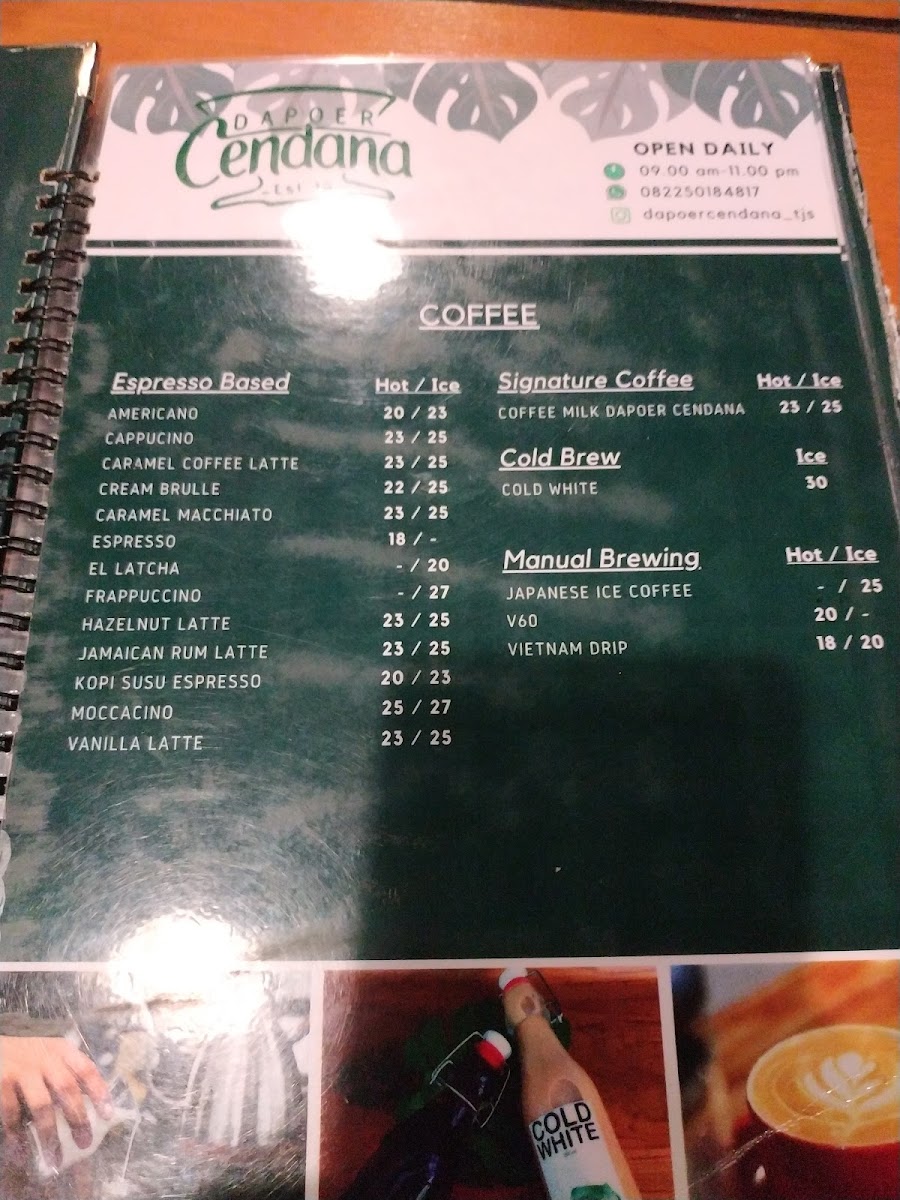 DAPOER
Cendana
Est
OPEN DAILY
09.00 am-11.00 pm
082250184817
dapoercendana_tjs
COFFEE
Espresso Based Hot / Ice
AMERICANO 20 / 23
CAPPUCINO 23 / 25
CARAMEL COFFEE LATTE 23 / 25
CREAM BRULLE 22 / 25
CARAMEL MACCHIATO 23 / 25
ESPRESSO 18 / -
EL LATCHA - / 20
FRAPPUCCINO - / 27
HAZELNUT LATTE 23 / 25
JAMAICAN RUM LATTE 23 / 25
KOPI SUSU ESPRESSO 20 / 23
MOCCACINO 25 / 27
VANILLA LATTE 23 / 25
Signature Coffee Hot / Ice
COFFEE MILK DAPOER CENDANA 23 / 25
Cold Brew Ice
COLD WHITE 30
Manual Brewing Hot / Ice
JAPANESE ICE COFFEE - / 25
V60 20 / -
VIETNAM DRIP 18 / 20
COLD
WHITE